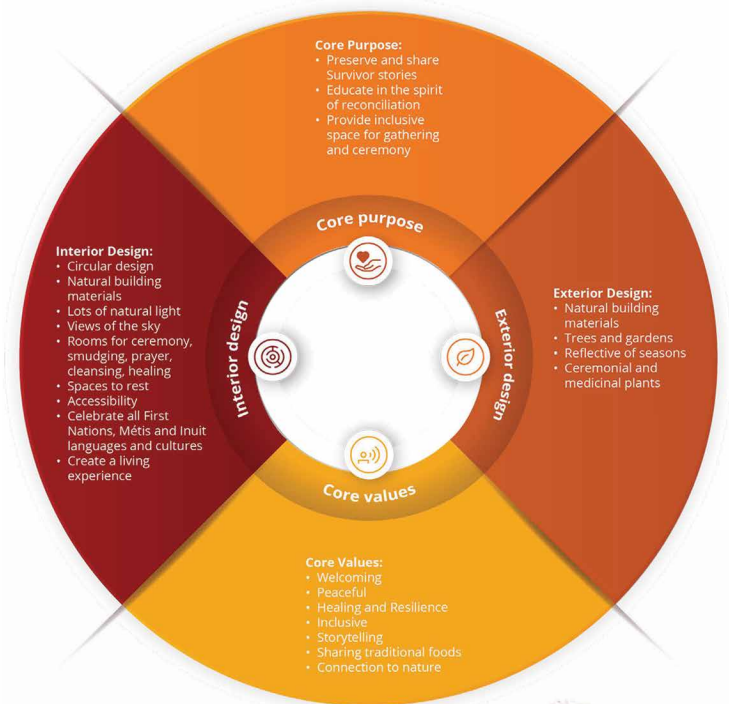 Core Purpose:
• Preserve and share
Survivor stories
• Educate in the spirit
of reconciliation
• Provide inclusive
space for gathering
and ceremony
Core purpose
Interior Design:
• Circular design
• Natural building
materials
• Lots of natural light
• Views of the sky
• Rooms for ceremony,
smudging, prayer,
cleansing, healing
• Spaces to rest
• Accessibility
• Celebrate all First
Nations, Métis and Inuit
languages and cultures
• Create a living
experience
Interior design
Exterior design
Exterior Design:
• Natural building
materials
• Trees and gardens
• Reflective of seasons
• Ceremonial and
medicinal plants
Core values
Core Values:
• Welcoming
• Peaceful
• Healing and Resilience
• Inclusive
• Storytelling
• Sharing traditional foods
• Connection to nature